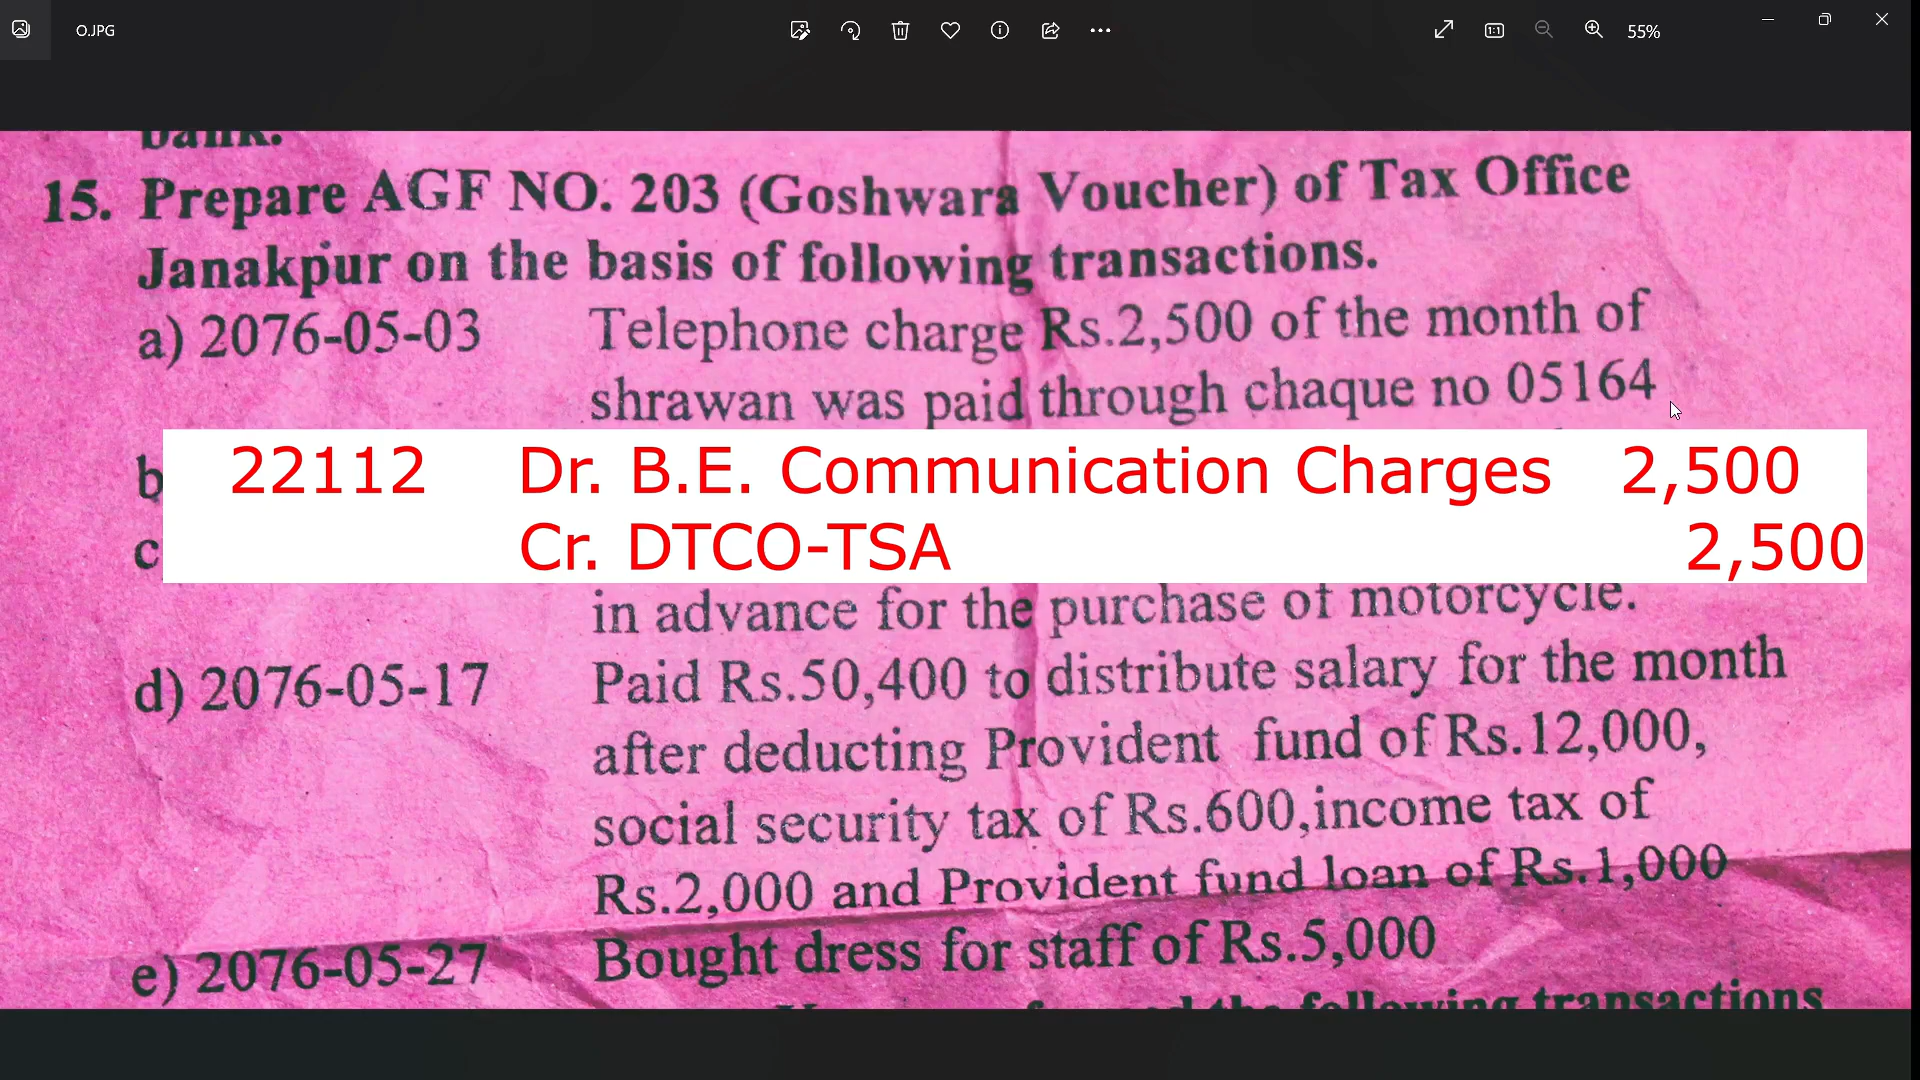 O.JPG
55%
bank.
15. Prepare AGF NO. 203 (Goshwara Voucher) of Tax Office
Janakpur on the basis of following transactions.
a) 2076-05-03 Telephone charge Rs.2,500 of the month of
shrawan was paid through chaque no 05164
b
22112 Dr. B.E. Communication Charges 2,500
c
Cr. DTCO-TSA 2,500
in advance for the purchase of motorcycle.
d) 2076-05-17 Paid Rs.50,400 to distribute salary for the month
after deducting Provident fund of Rs.12,000,
social security tax of Rs.600,income tax of
Rs.2,000 and Provident fund loan of Rs.1,000
e) 2076-05-27 Bought dress for staff of Rs.5,000
the following transactions